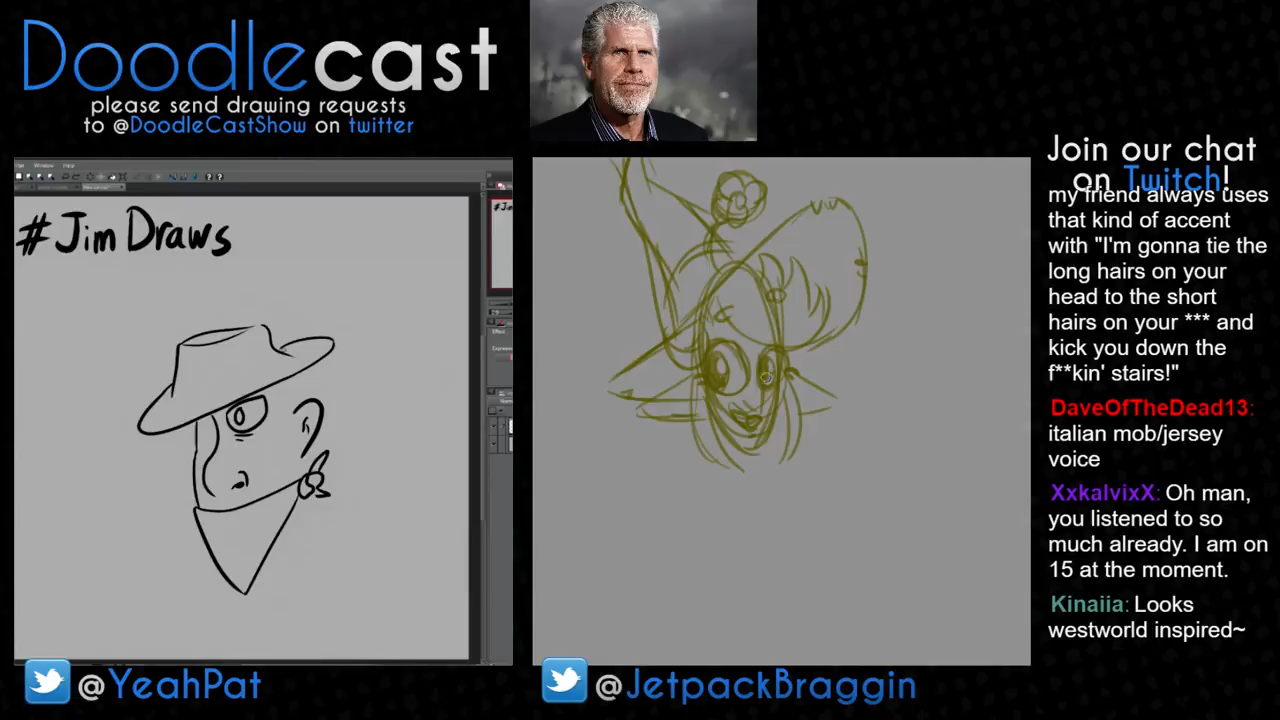 Doodlecast
please send drawing requests
to @DoodleCastShow on twitter
Window Help
#JimDraws
Join our chat
on Twitch!
my friend always uses
that kind of accent
with "I'm gonna tie the
long hairs on your
head to the short
hairs on your *** and
kick you down the
f**kin' stairs!"
DaveOfTheDead13:
italian mob/jersey
voice
XxkalvixX: Oh man,
you listened to so
much already. I am on
15 at the moment.
Kinaiia: Looks
westworld inspired~
@YeahPat
@JetpackBraggin